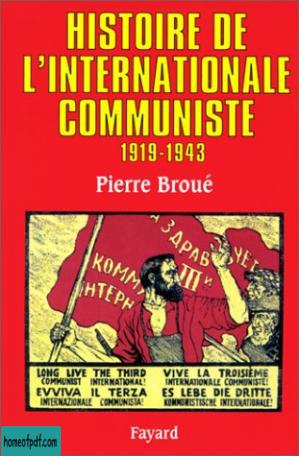 HISTOIRE DE
L'INTERNATIONALE
COMMUNISTE
1919-1943
Pierre Broué
LONG LIVE THE THIRD
COMMUNIST INTERNATIONAL!
EVVIVA IL TERZA
INTERNAZIONALE COMMUNISTA!
VIVE LA TROISIÈME
INTERNATIONALE COMMUNISTE!
ES LEBE DIE DRITTE
KOMMUNISTISCHE INTERNATIONALE!
Fayard
homeofpdf.com